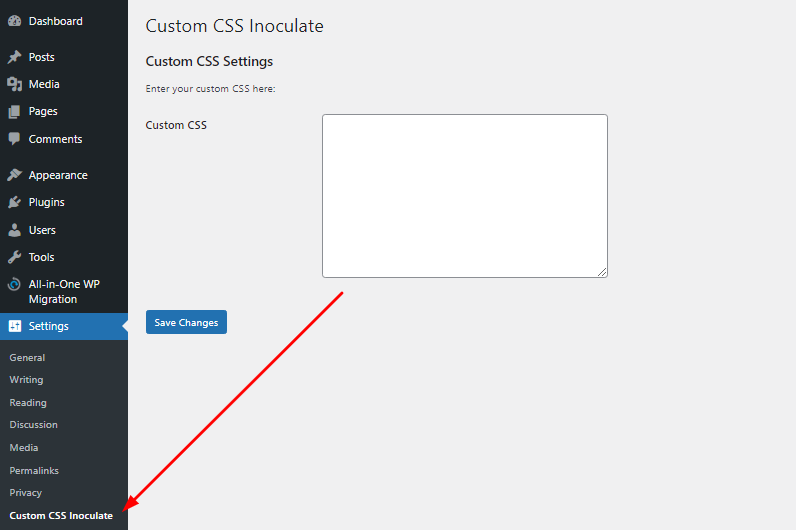 Dashboard
Posts
Media
Pages
Comments
Appearance
Plugins
Users
Tools
All-in-One WP
Migration
Settings
General
Writing
Reading
Discussion
Media
Permalinks
Privacy
Custom CSS Inoculate
Custom CSS Inoculate
Custom CSS Settings
Enter your custom CSS here:
Custom CSS
Save Changes